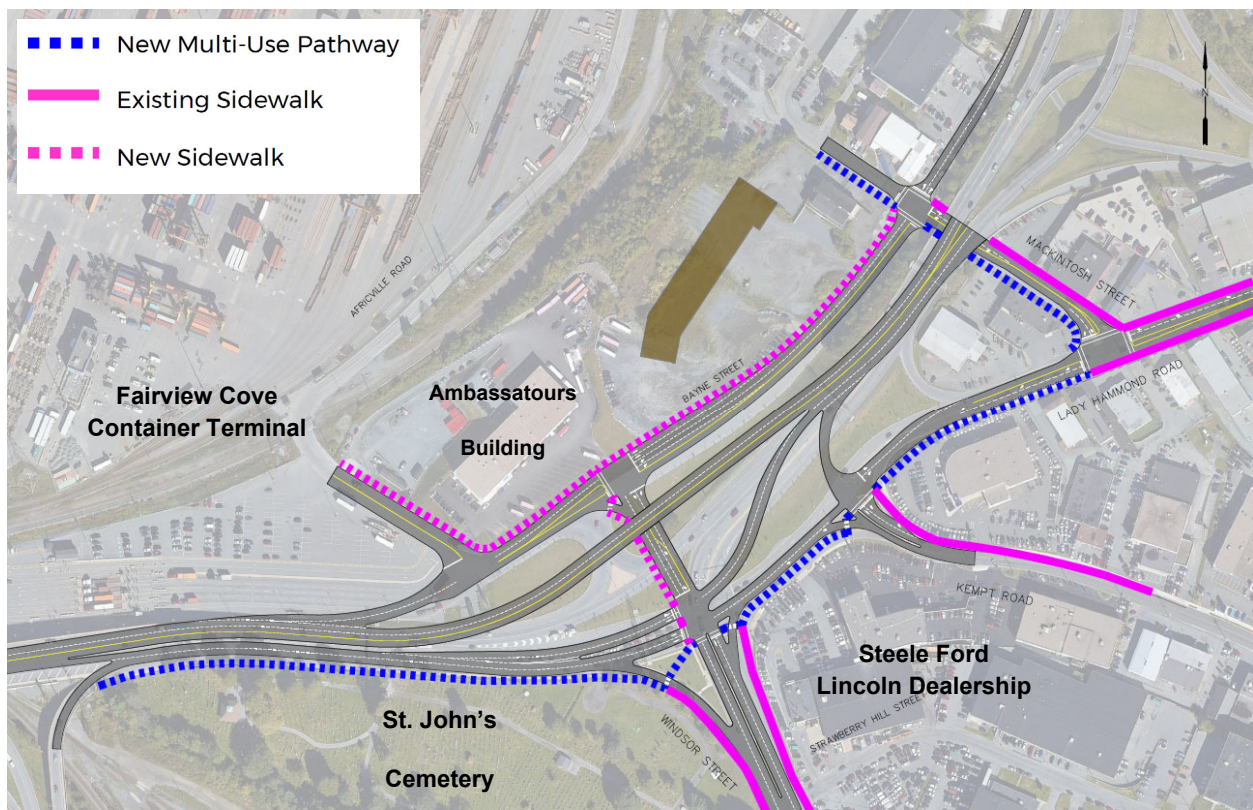 New Multi-Use Pathway
Existing Sidewalk
New Sidewalk
N
MACKINTOSH STREET
AFRICVILLE ROAD
BAYNE STREET
LADY HAMMOND ROAD
Fairview Cove
Container Terminal
Ambassatours
Building
KEMPT ROAD
Steele Ford
Lincoln Dealership
STRAWBERRY HILL STREET
WINDSOR STREET
St. John's
Cemetery